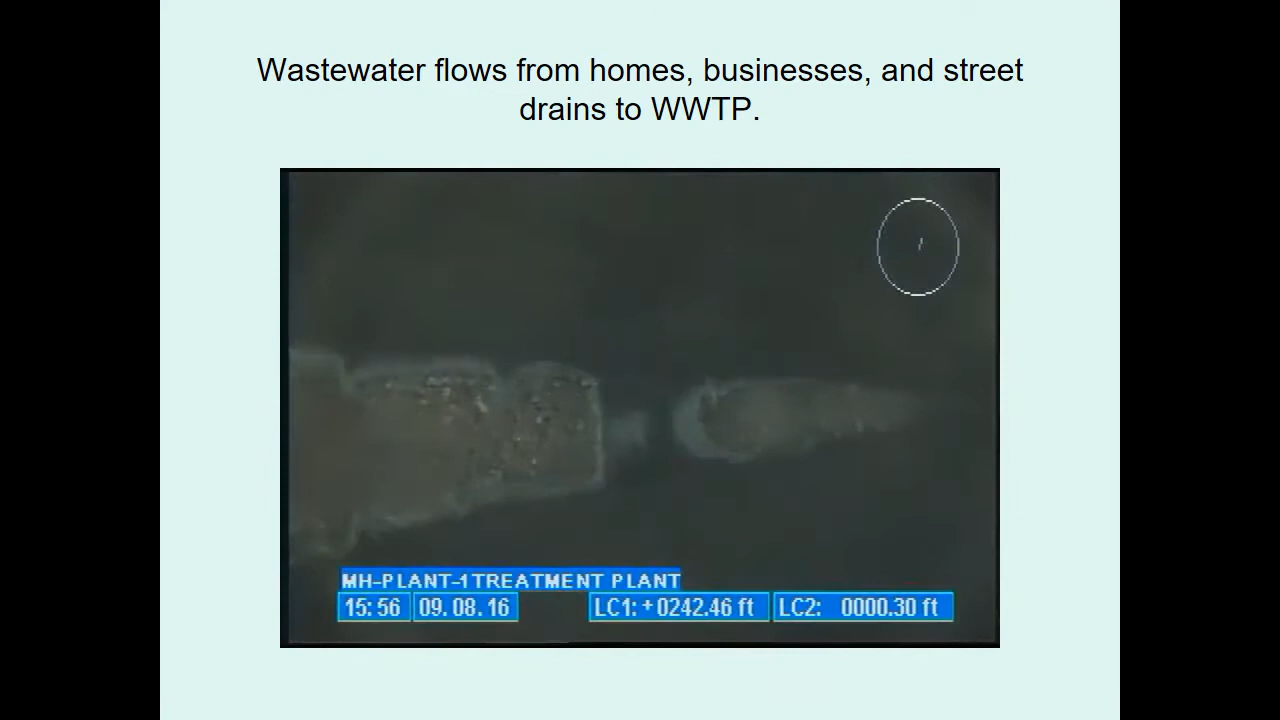 Wastewater flows from homes, businesses, and street
drains to WWTP.
MH-PLANT-1TREATMENT PLANT
15:56 09.08.16 LC1:+0242.46 ft LC2: 0000.30 ft